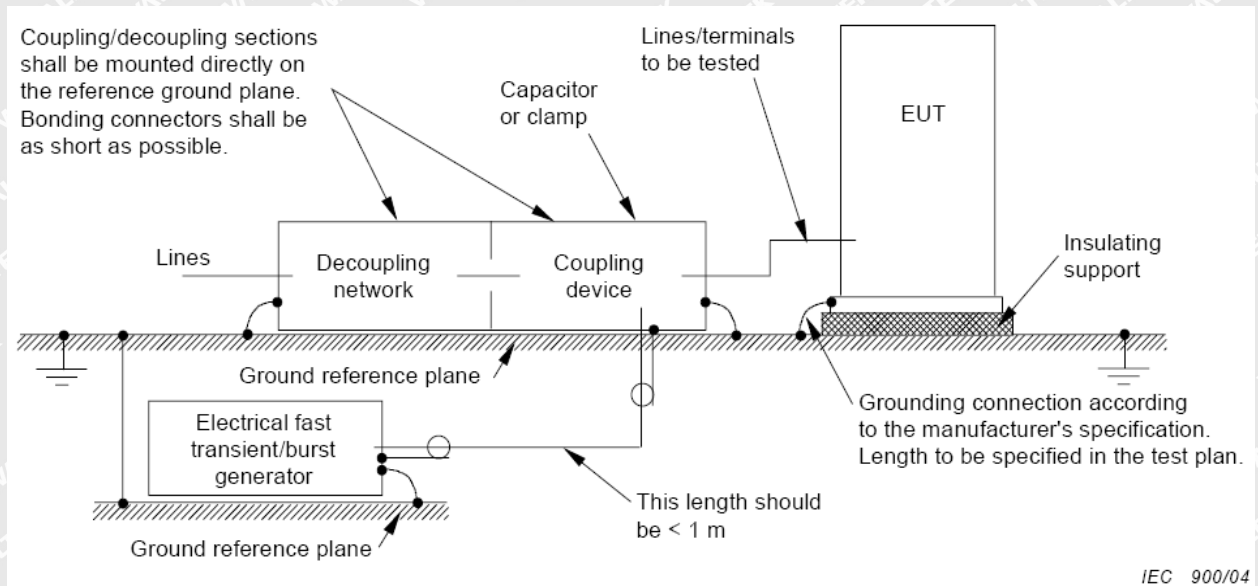 Coupling/decoupling sections
shall be mounted directly on
the reference ground plane.
Bonding connectors shall be
as short as possible.
Capacitor
or clamp
Lines/terminals
to be tested
EUT
Lines
Decoupling
network
Coupling
device
Insulating
support
Ground reference plane
Electrical fast
transient/burst
generator
Grounding connection according
to the manufacturer's specification.
Length to be specified in the test plan.
This length should
be < 1 m
Ground reference plane
IEC 900/04